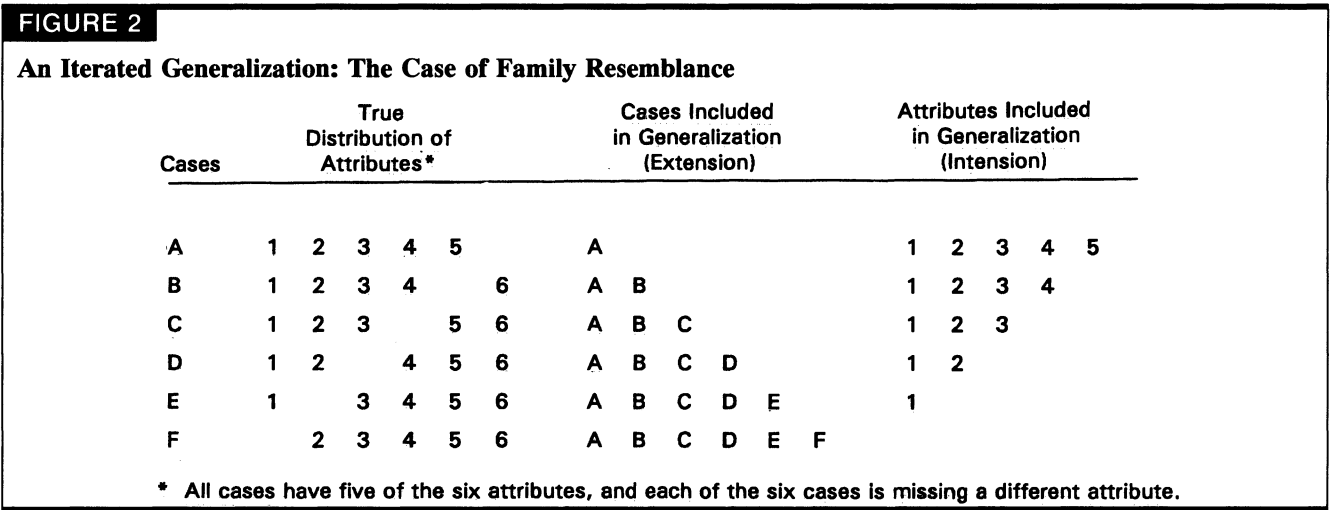 FIGURE 2
An Iterated Generalization: The Case of Family Resemblance
True Cases Included Attributes Included
Distribution of in Generalization in Generalization
Cases Attributes* (Extension) (Intension)
A 1 2 3 4 5 A 1 2 3 4 5
B 1 2 3 4 6 A B 1 2 3 4
C 1 2 3 5 6 A B C 1 2 3
D 1 2 4 5 6 A B C D 1 2
E 1 3 4 5 6 A B C D E 1
F 2 3 4 5 6 A B C D E F
* All cases have five of the six attributes, and each of the six cases is missing a different attribute.